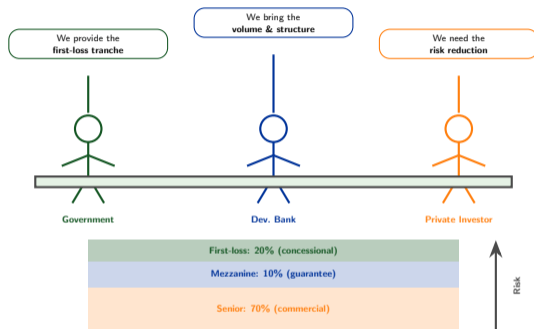 We provide the
first-loss tranche
We bring the
volume & structure
We need the
risk reduction
Government
Dev. Bank
Private Investor
First-loss: 20% (concessional)
Mezzanine: 10% (guarantee)
Senior: 70% (commercial)
Risk